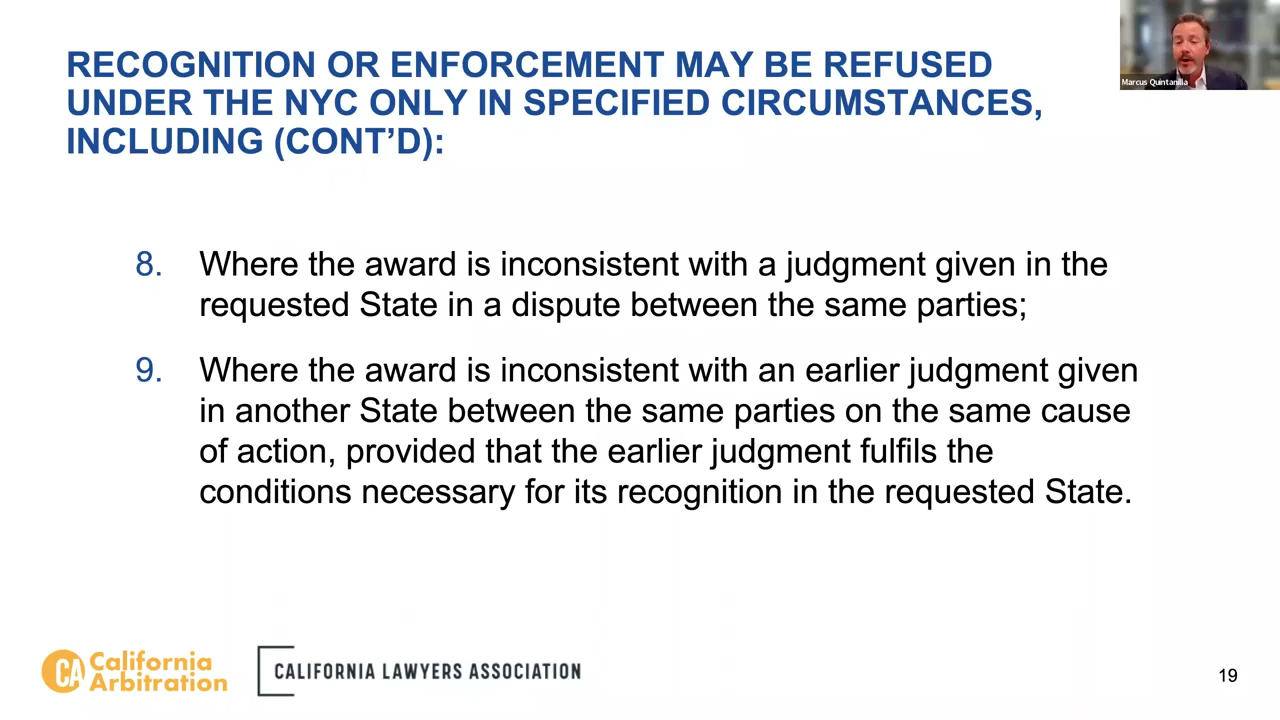 RECOGNITION OR ENFORCEMENT MAY BE REFUSED
UNDER THE NYC ONLY IN SPECIFIED CIRCUMSTANCES,
INCLUDING (CONT’D):
Marcus Quintanilla
8. Where the award is inconsistent with a judgment given in the
requested State in a dispute between the same parties;
9. Where the award is inconsistent with an earlier judgment given
in another State between the same parties on the same cause
of action, provided that the earlier judgment fulfils the
conditions necessary for its recognition in the requested State.
CA California
Arbitration
CALIFORNIA LAWYERS ASSOCIATION
19